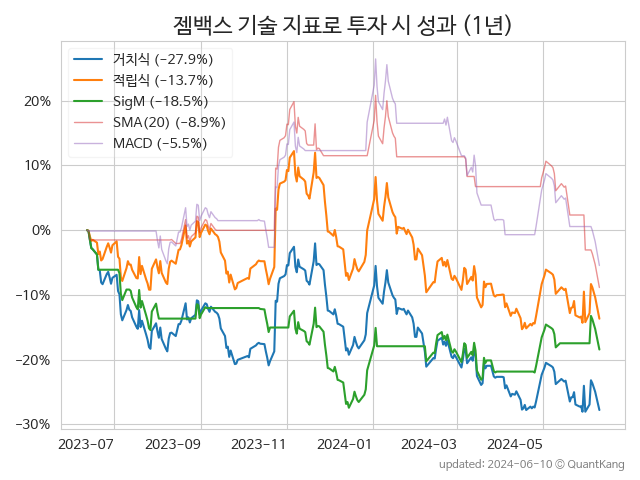 젬백스 기술 지표로 투자 시 성과 (1년)
거치식 (−27.9%)
적립식 (−13.7%)
SigM (−18.5%)
SMA(20) (−8.9%)
MACD (−5.5%)
20%
10%
0%
−10%
−20%
−30%
2023-07
2023-09
2023-11
2024-01
2024-03
2024-05
updated: 2024-06-10 © QuantKang